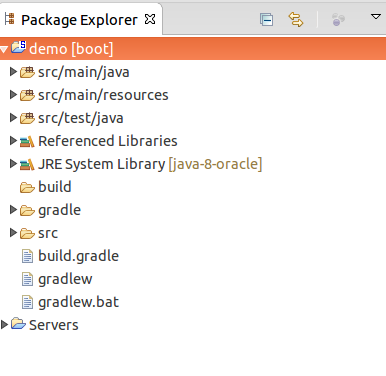 Package Explorer
demo [boot]
src/main/java
src/main/resources
src/test/java
Referenced Libraries
JRE System Library [java-8-oracle]
build
gradle
src
build.gradle
gradlew
gradlew.bat
Servers